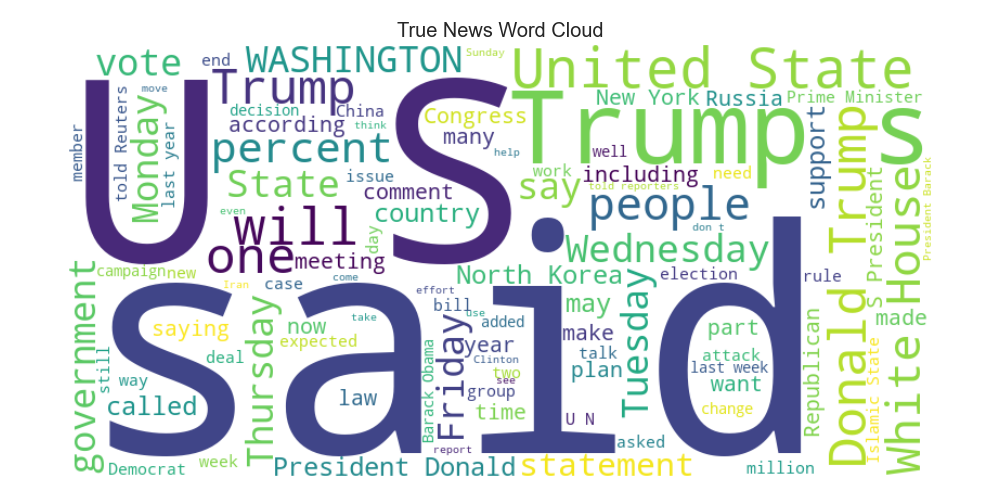 True News Word Cloud
Sunday
vote
end
WASHINGTON
United State
move
Trump
New York
Russia
Prime Minister
decision
China
Congress
Trump s
according
think
many
member
told Reuters
Monday
last year
percent
help
well
support
State
issue
comment
say
work
including
need
told reporters
people
country
even
will
day
don t
U S.
one
meeting
Wednesday
Donald Trump
S President
White House
President Barack
government
campaign
new
Iran
case
come
North Korea
election
rule
effort
may
Tuesday
said
saying
Thursday
now
expected
take
bill
use
added
make
part
made
still
deal
Friday
year
Clinton
talk
plan
attack
last week
want
Republican
Islamic State
way
called
law
Barack Obama
two
see
group
time
U N
change
asked
report
Democrat
week
President Donald
statement
million